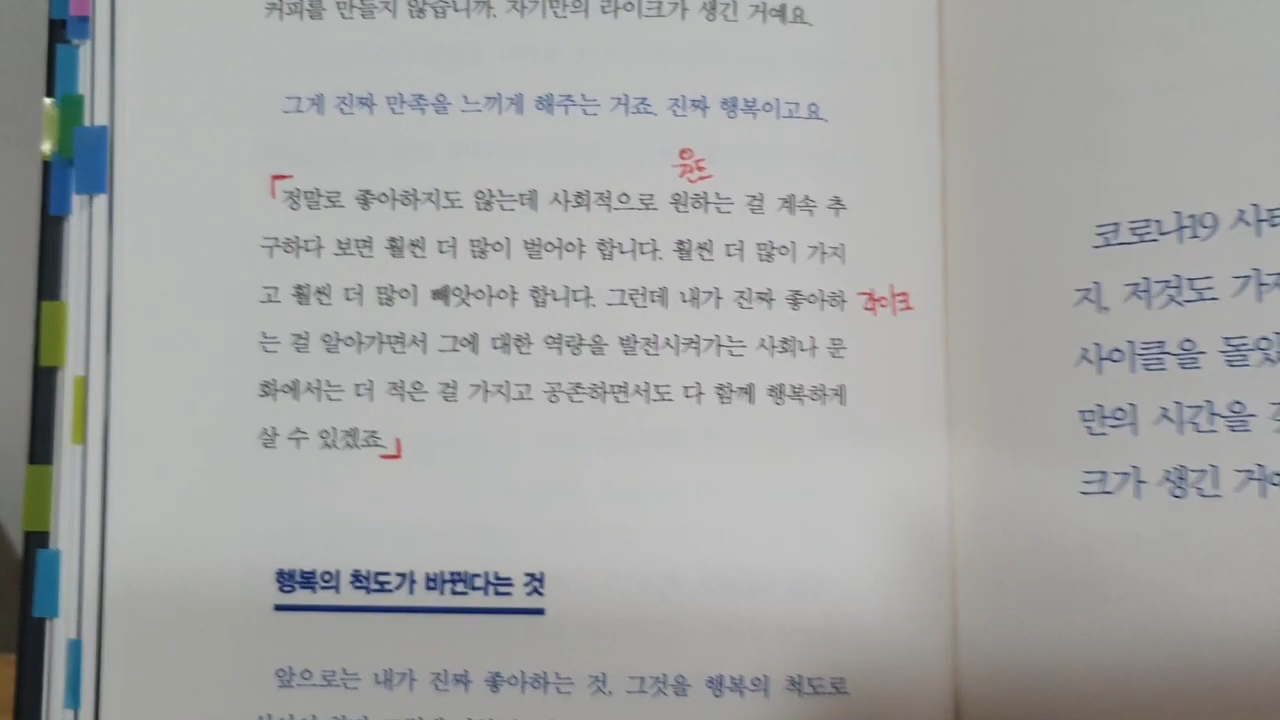 커피를 만들지 않습니까. 자기만의 라이크가 생긴 거예요.
그게 진짜 만족을 느끼게 해주는 거죠. 진짜 행복이고요.
원트
「정말로 좋아하지도 않는데 사회적으로 원하는 걸 계속 추
구하다 보면 훨씬 더 많이 벌어야 합니다. 훨씬 더 많이 가지
고 훨씬 더 많이 빼앗아야 합니다. 그런데 내가 진짜 좋아하 라이크
는 걸 알아가면서 그에 대한 역량을 발전시켜가는 사회나 문
화에서는 더 적은 걸 가지고 공존하면서도 다 함께 행복하게
살 수 있겠죠.」
행복의 척도가 바뀐다는 것
앞으로는 내가 진짜 좋아하는 것, 그것을 행복의 척도로
코로나19
지, 저것도
사이클을
만의 시간을
크가 생긴